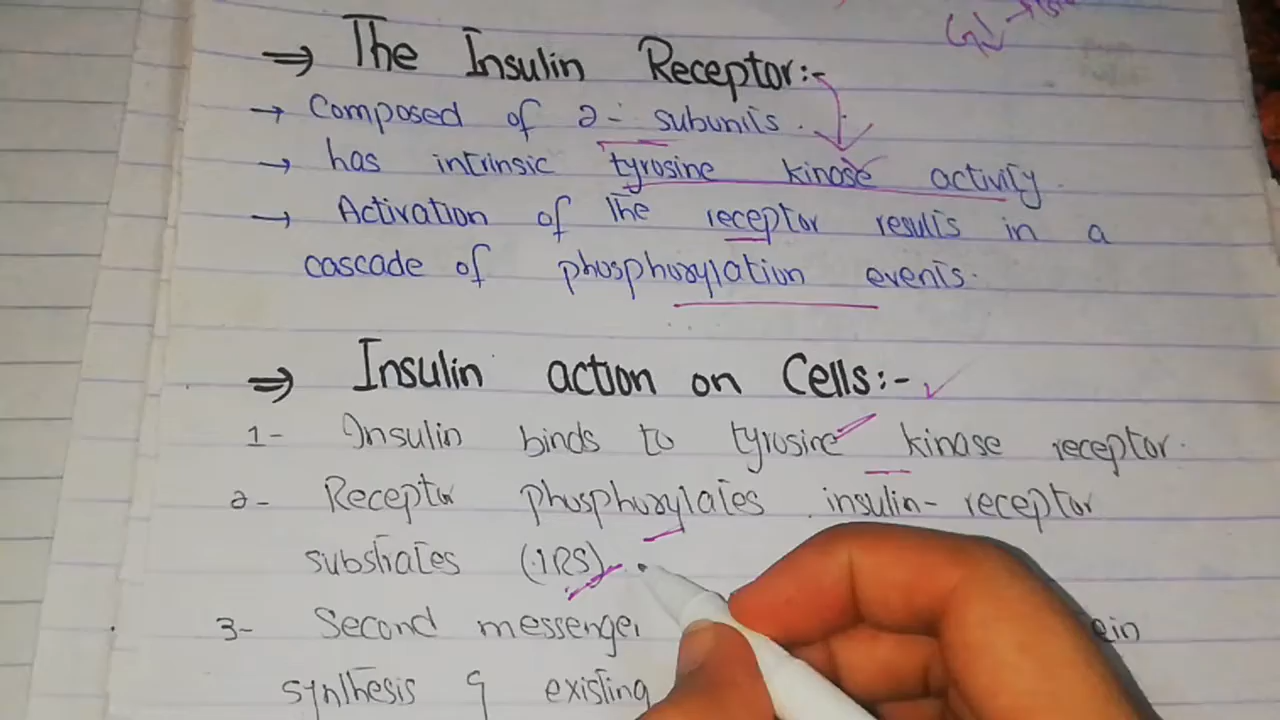 ⇒ The Insulin Receptor:-
→ Composed of 2- subunits.
→ has intrinsic tyrosine kinase activity.
→ Activation of the receptor results in a
cascade of phosphorylation events.
⇒ Insulin action on Cells:-
1- Insulin binds to tyrosine kinase receptor.
2- Receptor phosphorylates insulin-receptor
substrates (IRS).
3- Second messenger
synthesis & existing